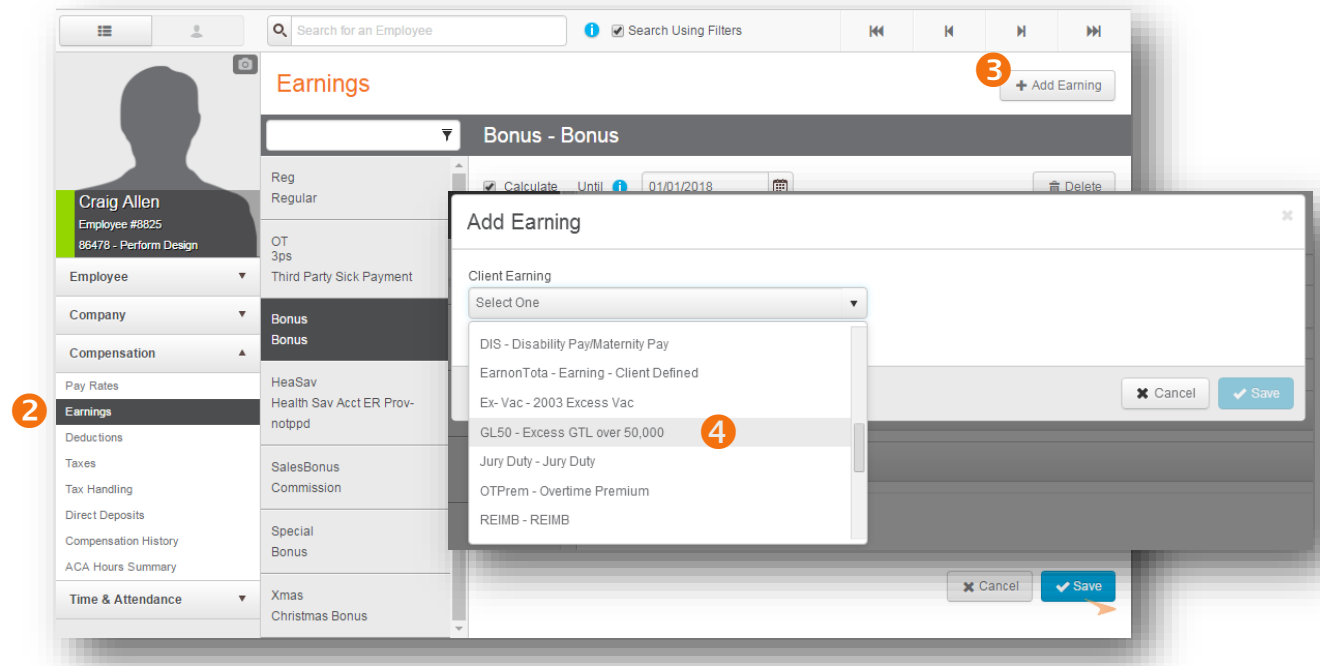 Search for an Employee
Search Using Filters
Craig Allen
Employee #8825
86478 - Perform Design
Employee
Company
Compensation
Pay Rates
2
Earnings
Deductions
Taxes
Tax Handling
Direct Deposits
Compensation History
ACA Hours Summary
Time & Attendance
Earnings
3
Add Earning
Reg
Regular
OT
3ps
Third Party Sick Payment
Bonus
Bonus
HeaSav
Health Sav Acct ER Prov-
notppd
SalesBonus
Commission
Special
Bonus
Xmas
Christmas Bonus
Bonus - Bonus
Calculate Until 01/01/2018
Delete
Add Earning
Client Earning
Select One
DIS - Disability Pay/Maternity Pay
EarnonTota - Earning - Client Defined
Ex- Vac - 2003 Excess Vac
GL50 - Excess GTL over 50,000
4
Jury Duty - Jury Duty
OTPrem - Overtime Premium
REIMB - REIMB
Cancel
Save
Cancel
Save